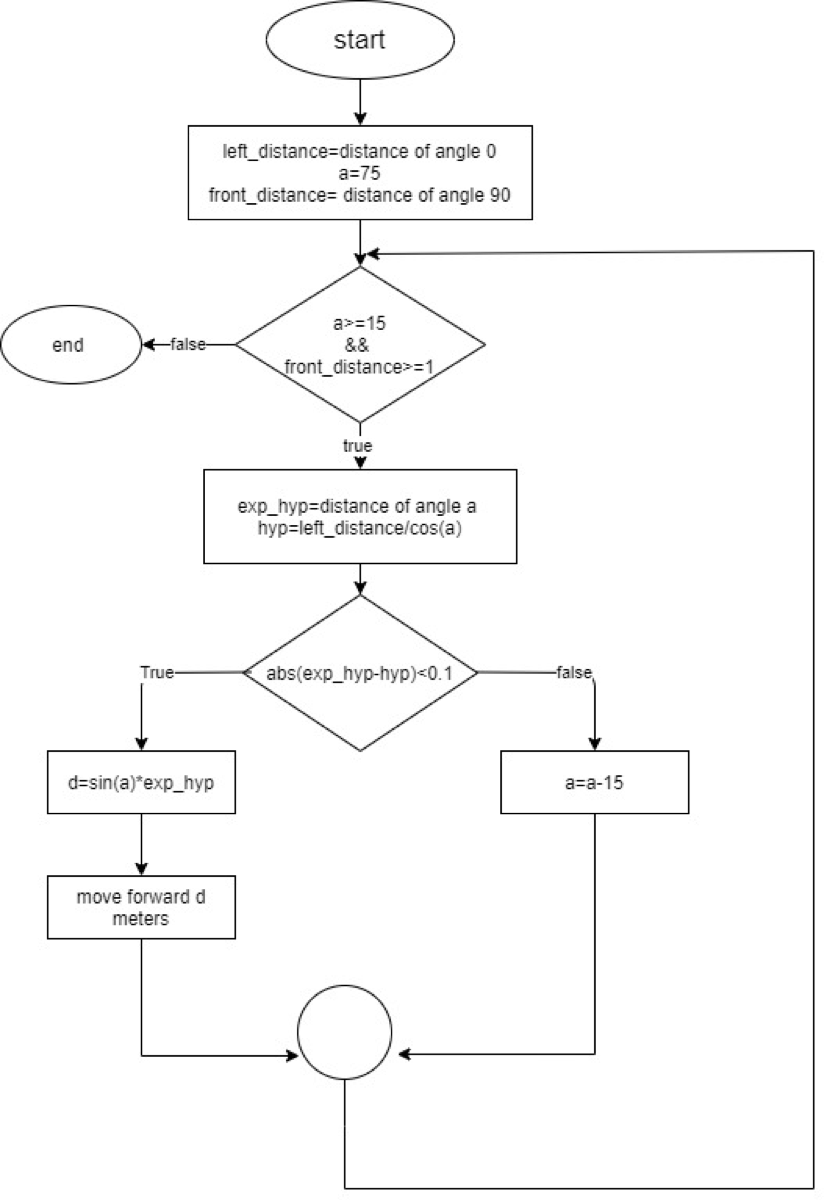 start
left_distance=distance of angle 0
a=75
front_distance= distance of angle 90
a>=15
&&
front_distance>=1
end
false
true
exp_hyp=distance of angle a
hyp=left_distance/cos(a)
abs(exp_hyp-hyp)<0.1
True
false
d=sin(a)*exp_hyp
a=a-15
move forward d
meters